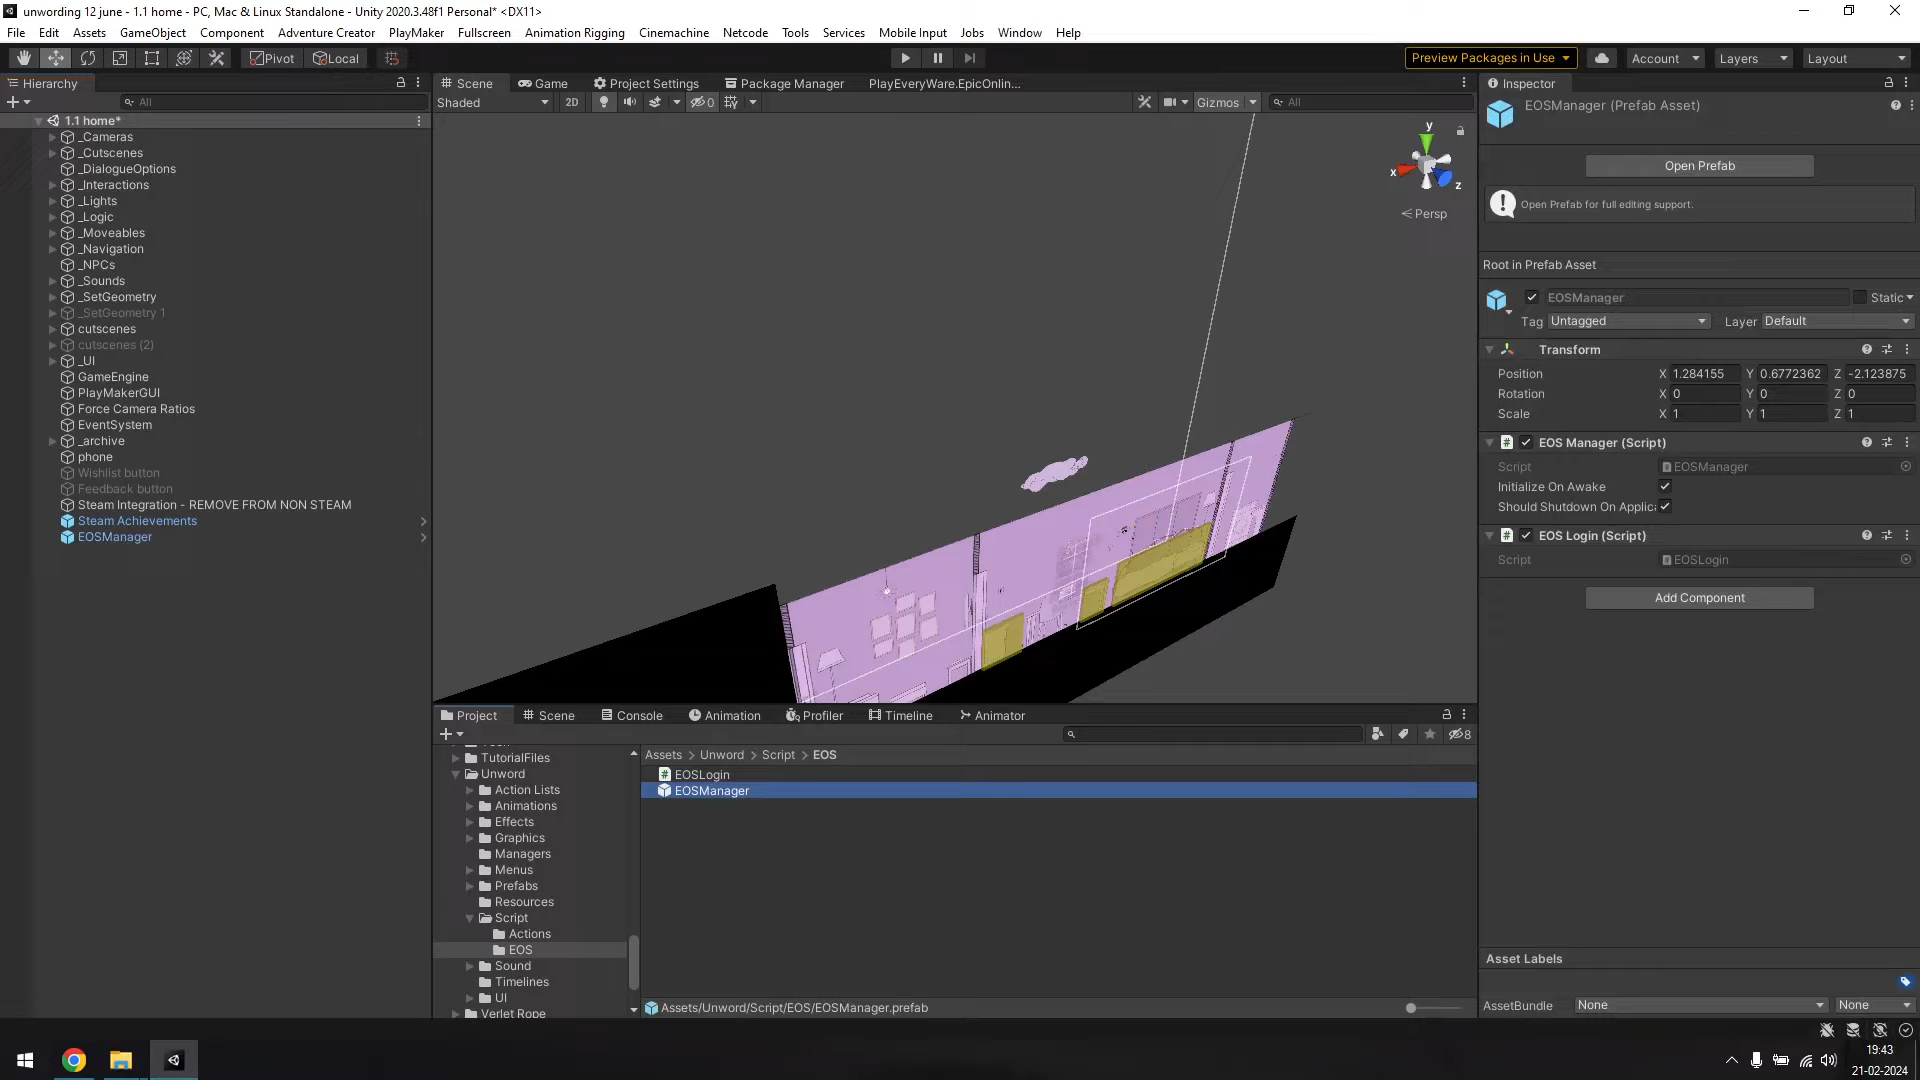 unwording 12 june - 1.1 home - PC, Mac & Linux Standalone - Unity 2020.3.48f1 Personal* <DX11>
File Edit Assets GameObject Component Adventure Creator PlayMaker Fullscreen Animation Rigging Cinemachine Netcode Tools Services Mobile Input Jobs Window Help
Pivot Local Preview Packages in Use Account Layers Layout
Hierarchy
All
1.1 home*
_Cameras
_Cutscenes
_DialogueOptions
_Interactions
_Lights
_Logic
_Moveables
_Navigation
_NPCs
_Sounds
_SetGeometry
_SetGeometry 1
cutscenes
cutscenes (2)
_UI
GameEngine
PlayMakerGUI
Force Camera Ratios
EventSystem
_archive
phone
Wishlist button
Feedback button
Steam Integration - REMOVE FROM NON STEAM
Steam Achievements
EOSManager
Scene Game Project Settings Package Manager PlayEveryWare.EpicOnlin...
Shaded 2D 0 Gizmos All
y
x
z
Persp
Project Scene Console Animation Profiler Timeline Animator
8
TutorialFiles
Unword
Action Lists
Animations
Effects
Graphics
Managers
Menus
Prefabs
Resources
Script
Actions
EOS
Sound
Timelines
UI
Verlet Rope
Assets > Unword > Script > EOS
EOSLogin
EOSManager
Assets/Unword/Script/EOS/EOSManager.prefab
Inspector
EOSManager (Prefab Asset)
Open Prefab
Open Prefab for full editing support.
Root in Prefab Asset
EOSManager Static
Tag Untagged Layer Default
Transform
Position X 1.284155 Y 0.6772362 Z -2.123875
Rotation X 0 Y 0 Z 0
Scale X 1 Y 1 Z 1
EOS Manager (Script)
Script EOSManager
Initialize On Awake
Should Shutdown On Applic
EOS Login (Script)
Script EOSLogin
Add Component
Asset Labels
AssetBundle None None
19:43
21-02-2024